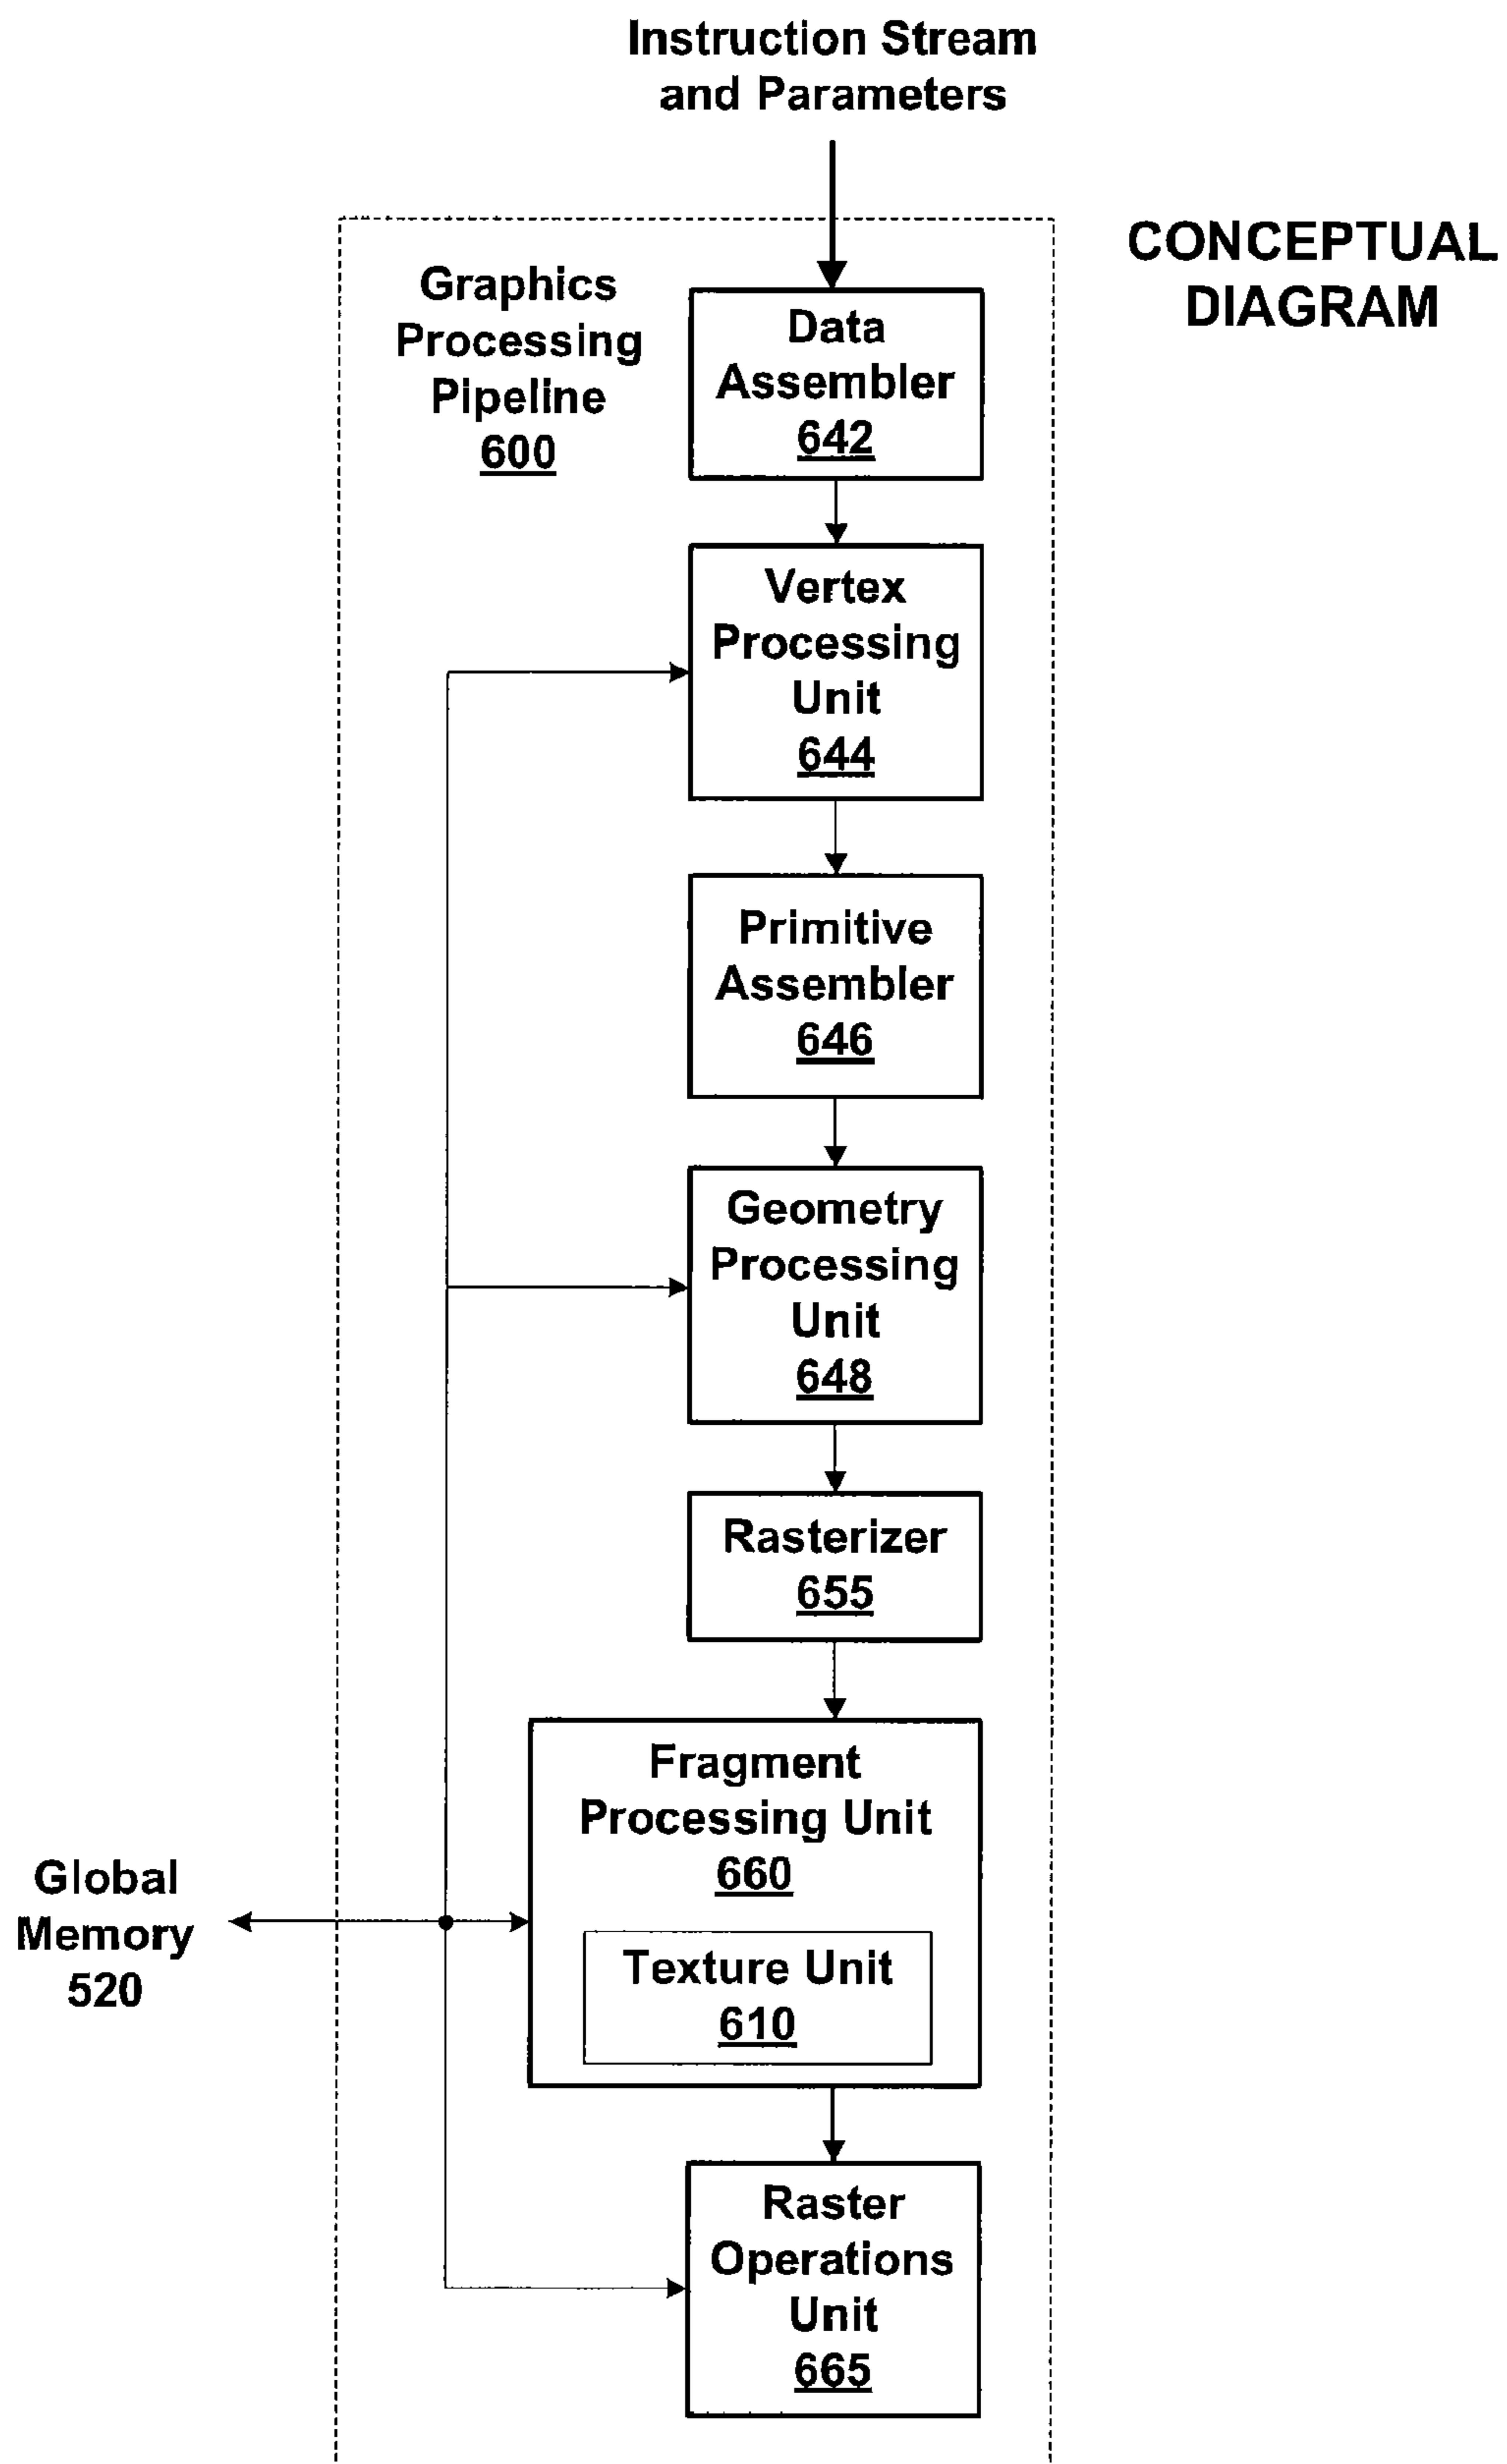 Instruction Stream
and Parameters
CONCEPTUAL
DIAGRAM
Graphics
Processing
Pipeline
600
Data
Assembler
642
Vertex
Processing
Unit
644
Primitive
Assembler
646
Geometry
Processing
Unit
648
Rasterizer
655
Fragment
Processing Unit
660
Texture Unit
610
Global
Memory
520
Raster
Operations
Unit
665